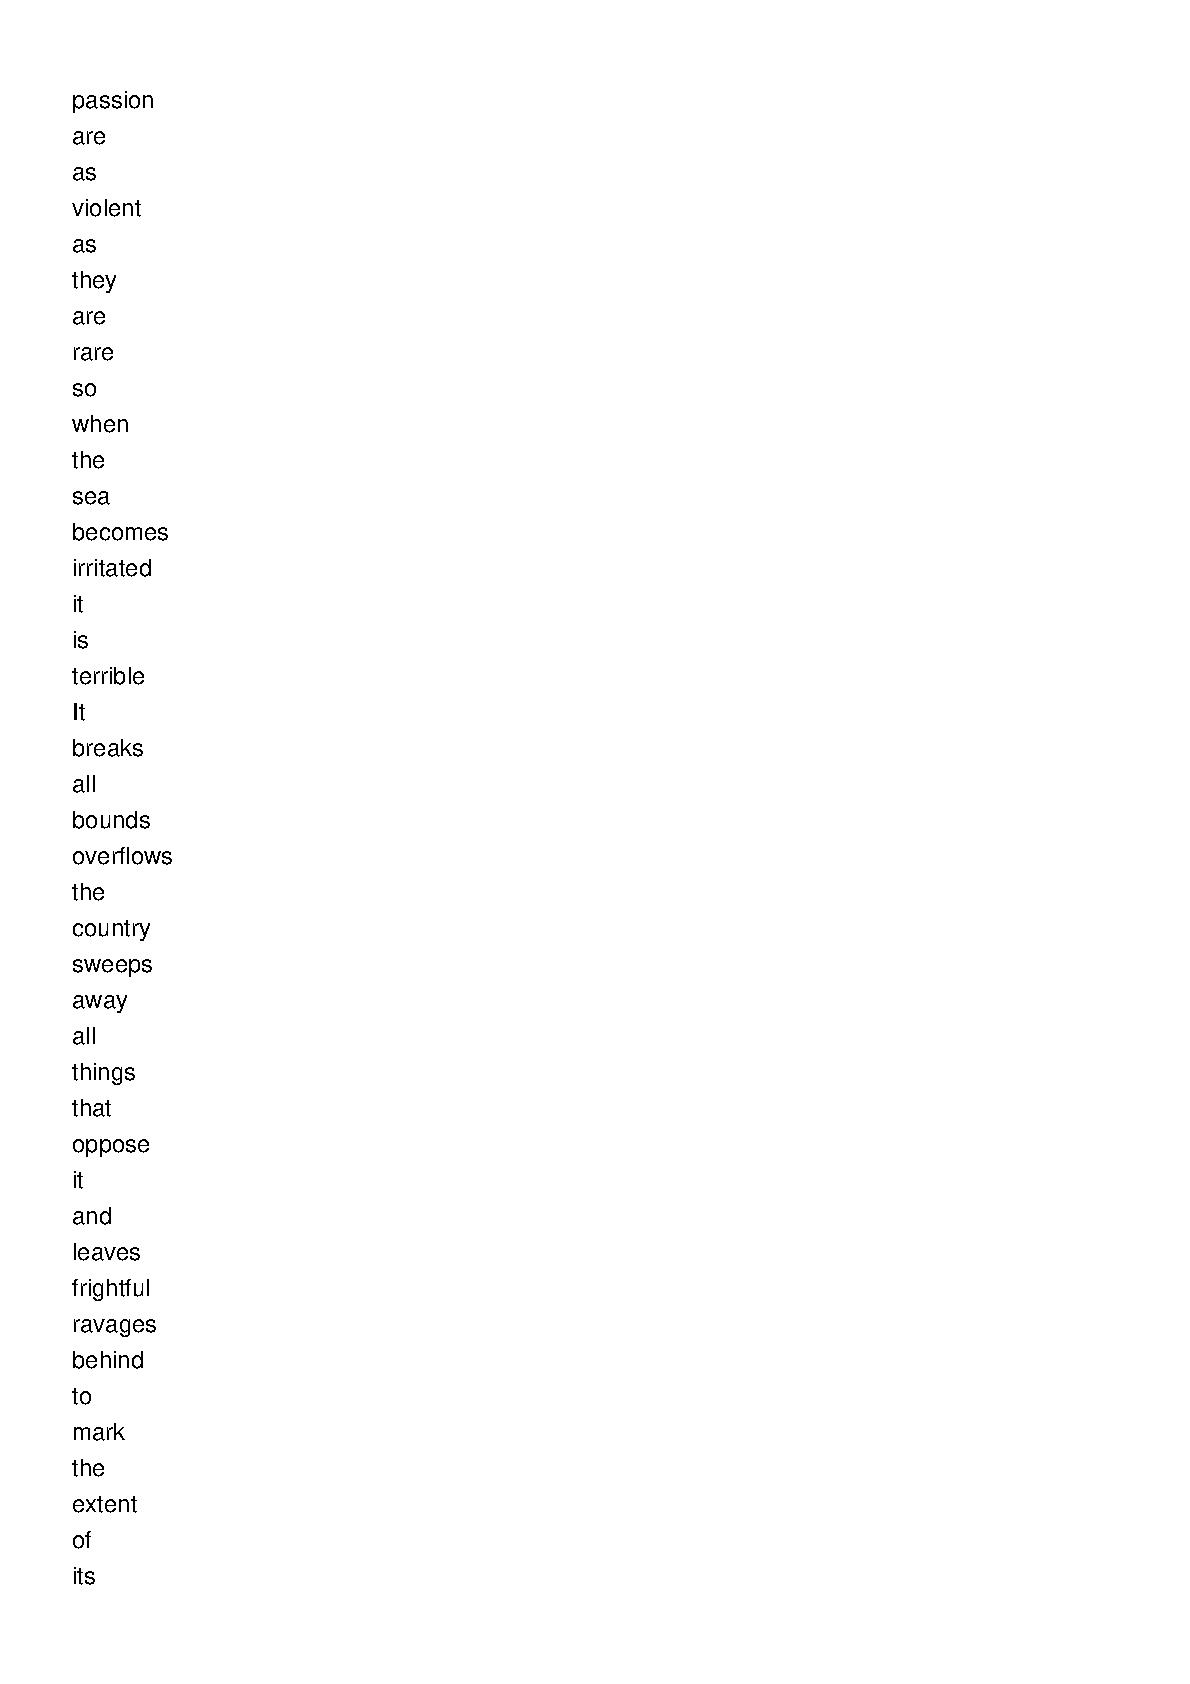 passion
are
as
violent
as
they
are
rare
so
when
the
sea
becomes
irritated
it
is
terrible
It
breaks
all
bounds
overflows
the
country
sweeps
away
all
things
that
oppose
it
and
leaves
frightful
ravages
behind
to
mark
the
extent
of
its